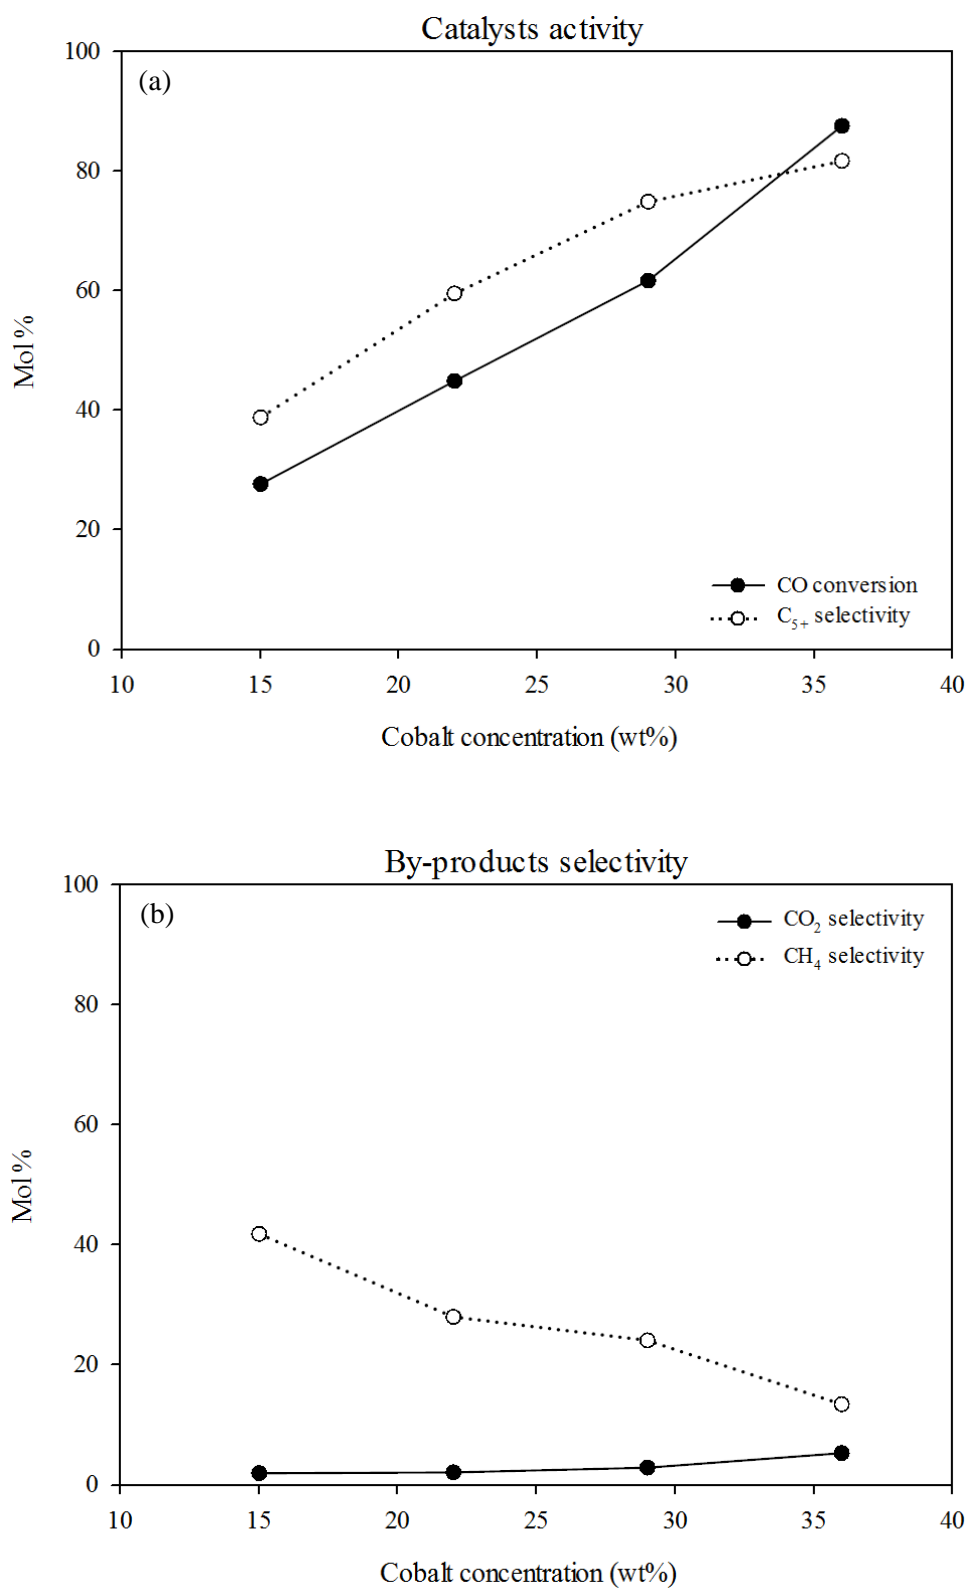 Catalysts activity
(a)
100
80
60
40
20
0
Mol %
CO conversion
C₅₊ selectivity
10 15 20 25 30 35 40
Cobalt concentration (wt%)
By-products selectivity
(b)
100
80
60
40
20
0
Mol %
CO₂ selectivity
CH₄ selectivity
10 15 20 25 30 35 40
Cobalt concentration (wt%)